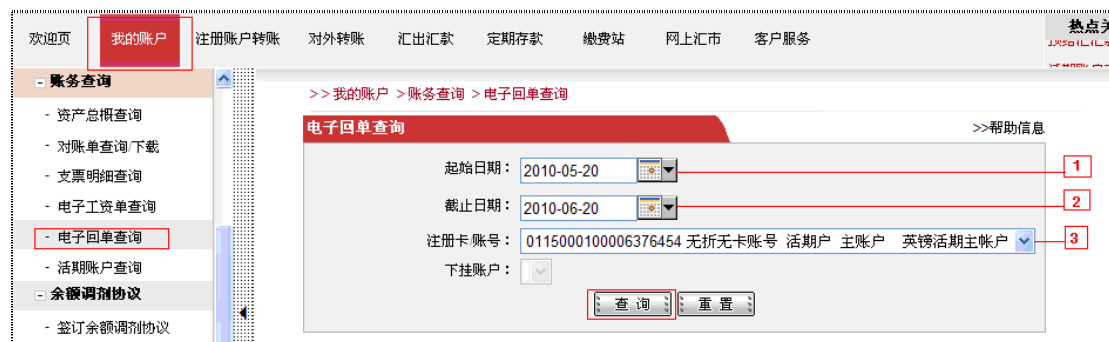 热点关
欢迎页 我的账户 注册账户转账 对外转账 汇出汇款 定期存款 缴费站 网上汇市 客户服务
账务查询
- 资产总概查询
- 对账单查询/下载
- 支票明细查询
- 电子工资单查询
- 电子回单查询
- 活期账户查询
余额调剂协议
- 签订余额调剂协议
>>我的账户 >账务查询 >电子回单查询
电子回单查询 >>帮助信息
起始日期： 2010-05-20 1
截止日期： 2010-06-20 2
注册卡/账号： 0115000100006376454 无折无卡账号 活期户 主账户 英镑活期主帐户 3
下挂账户：
查询 重置